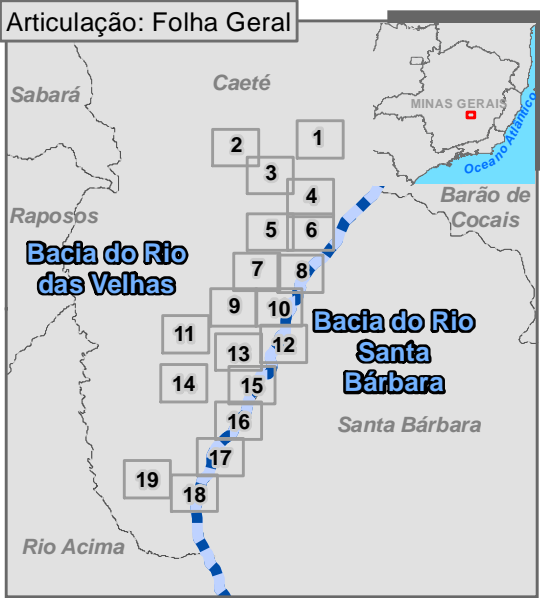 Articulação: Folha Geral
Sabará
Caeté
MINAS GERAIS
Oceano Atlântico
1
2
3
4
Barão de
Cocais
Raposos
5
6
Bacia do Rio
das Velhas
7
8
9
10
Bacia do Rio
Santa
Bárbara
11
12
13
14
15
16
Santa Bárbara
17
19
18
Rio Acima